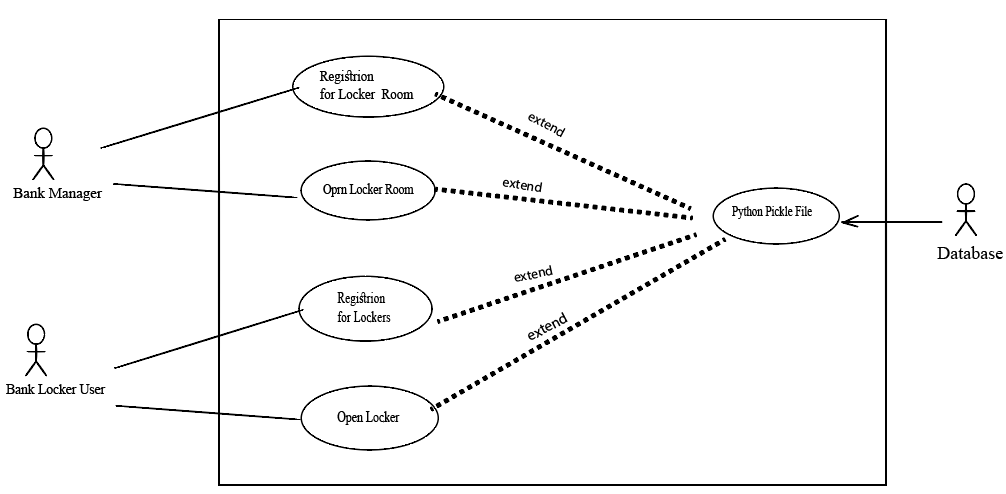 Registrion
for Locker Room
extend
Bank Manager
Oprn Locker Room
extend
Python Pickle File
Database
extend
Registrion
for Lockers
extend
Bank Locker User
Open Locker